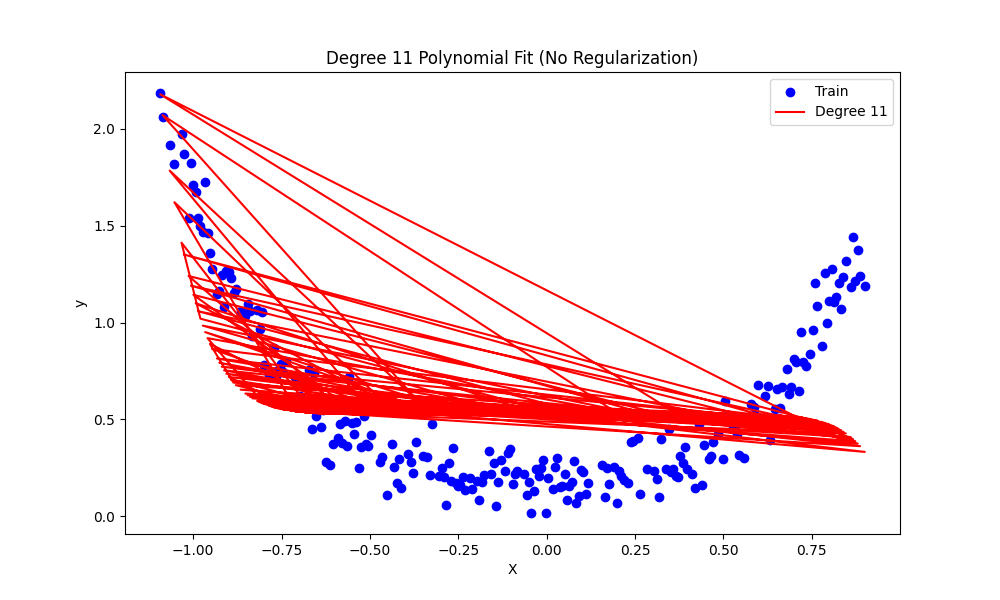 Degree 11 Polynomial Fit (No Regularization)
Train
Degree 11
2.0
1.5
1.0
0.5
0.0
y
−1.00
−0.75
−0.50
−0.25
0.00
0.25
0.50
0.75
X